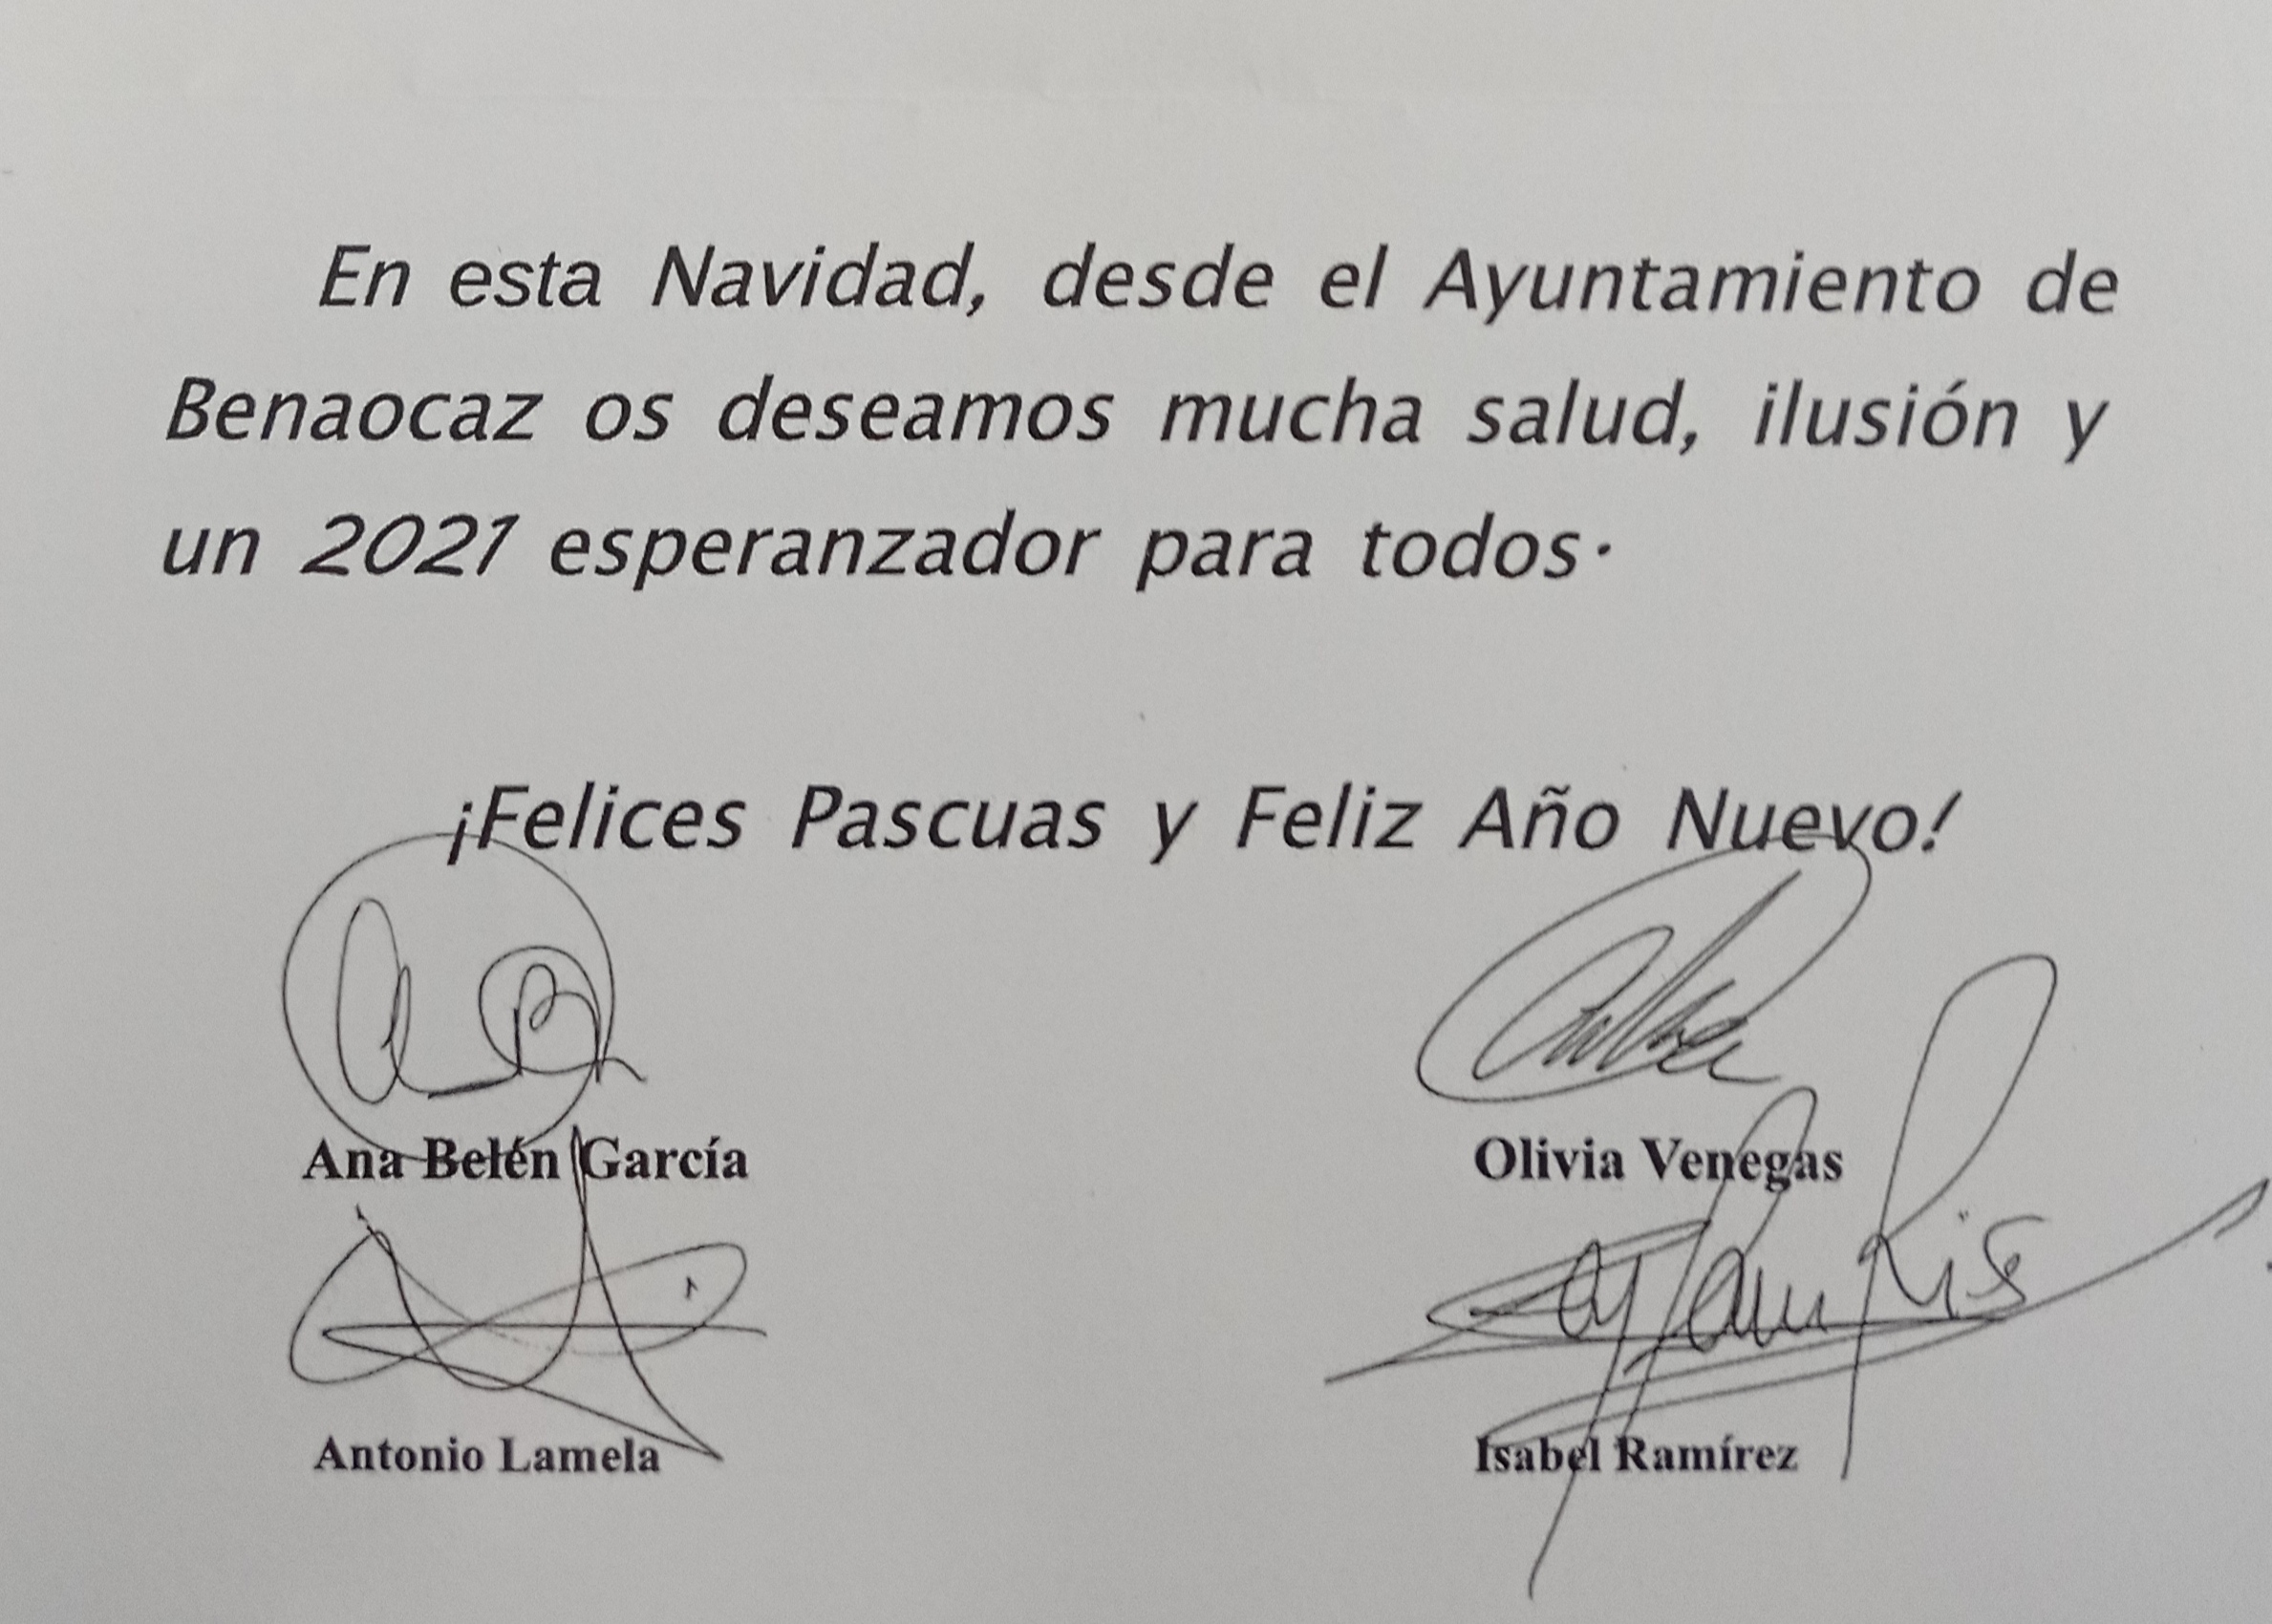 En esta Navidad, desde el Ayuntamiento de
Benaocaz os deseamos mucha salud, ilusión y
un 2021 esperanzador para todos·
¡Felices Pascuas y Feliz Año Nuevo!
Ana Belén García
Olivia Venegas
Antonio Lamela
Isabel Ramírez